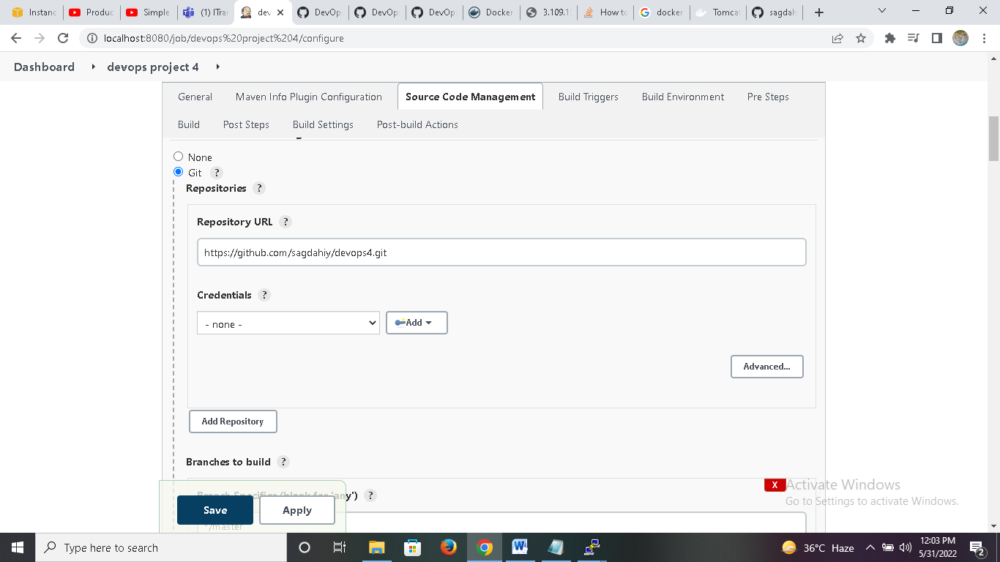 Instanc
Produc
Simple
(4) ITrai
dev
DevOp
DevOp
DevOp
Docker
3.109.1
How to
docker
Tomca
sagdah
localhost:8080/job/devops%20project%204/configure
Dashboard
devops project 4
General
Maven Info Plugin Configuration
Source Code Management
Build Triggers
Build Environment
Pre Steps
Build
Post Steps
Build Settings
Post-build Actions
None
Git ?
Repositories ?
Repository URL ?
https://github.com/sagdahiy/devops4.git
Credentials ?
- none -
Add
Advanced...
Add Repository
Branches to build ?
Branch Specifier (blank for 'any') ?
*/master
Save
Apply
X
Activate Windows
Go to Settings to activate Windows.
Type here to search
36°C Haze
12:03 PM
5/31/2022
2